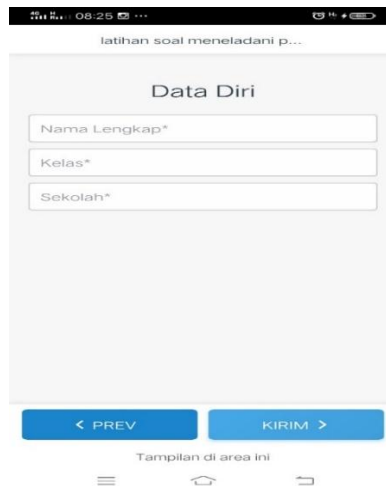 08:25
latihan soal meneladani p...
Data Diri
Nama Lengkap*
Kelas*
Sekolah*
< PREV
KIRIM >
Tampilan di area ini